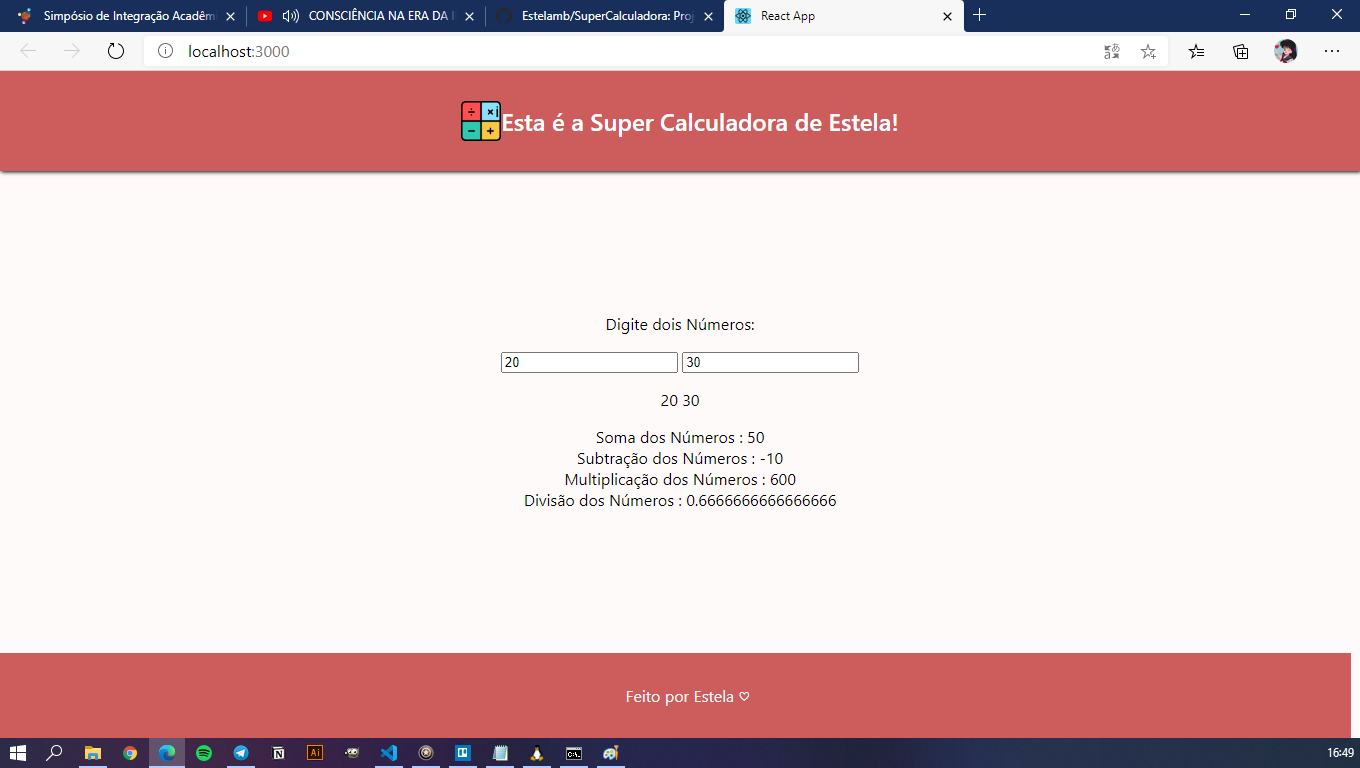 Simpósio de Integração Acadêmi
CONSCIÊNCIA NA ERA DA I
Estelamb/SuperCalculadora: Proj
React App
localhost:3000
÷ ×i
− +
Esta é a Super Calculadora de Estela!
Digite dois Números:
20 30
20 30
Soma dos Números : 50
Subtração dos Números : -10
Multiplicação dos Números : 600
Divisão dos Números : 0.6666666666666666
Feito por Estela ♡
Ai
C:\.
16:49